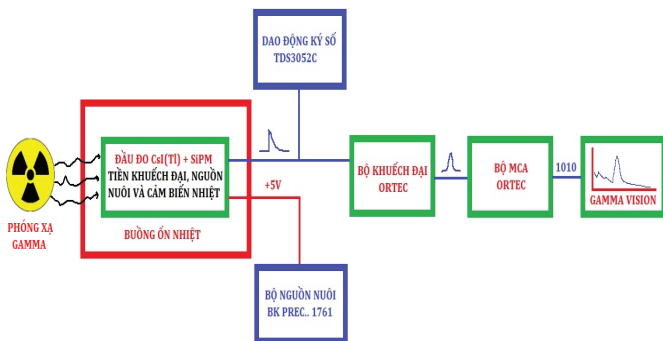 DAO ĐỘNG KÝ SỐ
TDS3052C
ĐẦU ĐO CsI(Tl) + SiPM
TIỀN KHUẾCH ĐẠI, NGUỒN
NUÔI VÀ CẢM BIẾN NHIỆT
+5V
BUỒNG ỔN NHIỆT
PHÓNG XẠ
GAMMA
BỘ KHUẾCH ĐẠI
ORTEC
BỘ MCA
ORTEC
1010
GAMMA VISION
BỘ NGUỒN NUÔI
BK PREC.. 1761